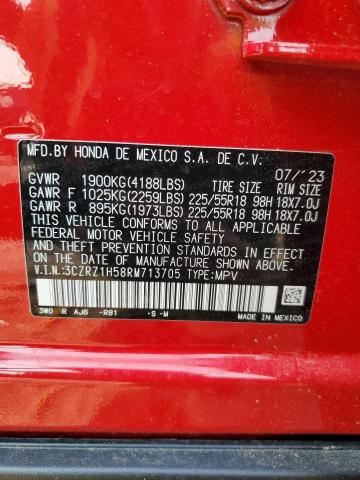 MFD.BY HONDA DE MEXICO S.A. DE C.V.
07/'23
GVWR 1900KG(4188LBS) TIRE SIZE RIM SIZE
GAWR F 1025KG(2259LBS) 225/55R18 98H 18X7.0J
GAWR R 895KG(1973LBS) 225/55R18 98H 18X7.0J
THIS VEHICLE CONFORMS TO ALL APPLICABLE
FEDERAL MOTOR VEHICLE SAFETY
AND THEFT PREVENTION STANDARDS IN EFFECT
ON THE DATE OF MANUFACTURE SHOWN ABOVE.
V.I.N.:3CZRZ1H58RM713705 TYPE:MPV
3W0 R AJ6 -R81 -S -M